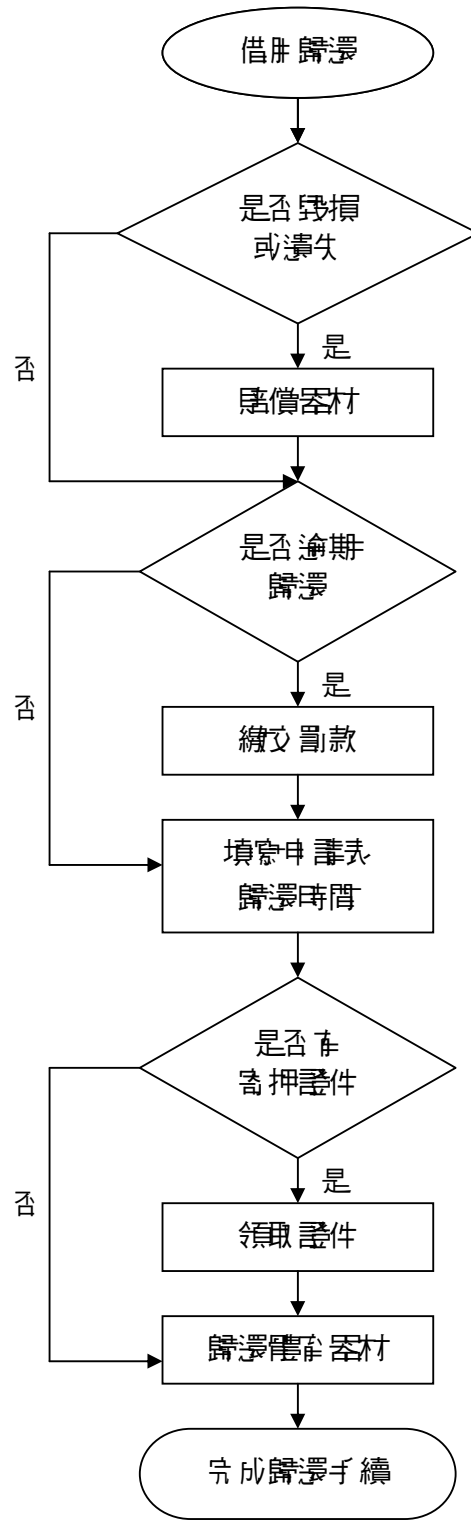 借用歸還
是否毀損
或遺失
是
否
賠償器材
是否逾期
歸還
是
否
繳交罰款
填寫申請表
歸還時間
是否有
寄押證件
是
否
領取證件
歸還體育器材
完成歸還手續